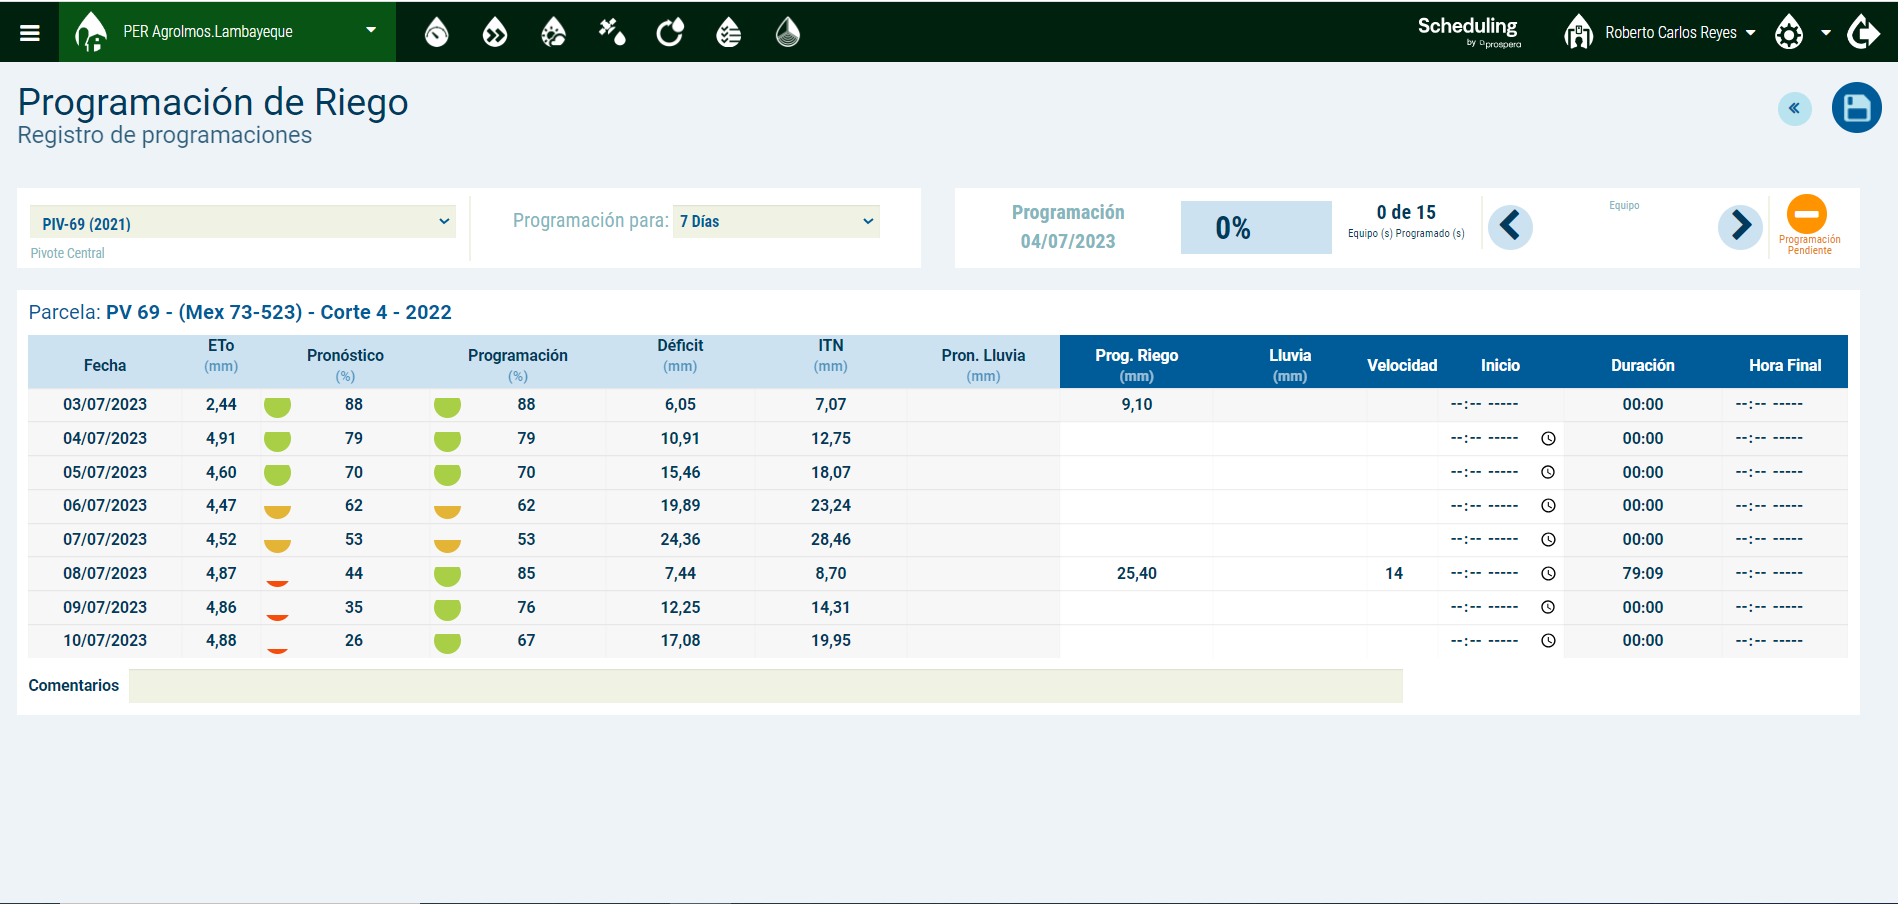 PER AgroImos.Lambayeque
Scheduling
by prospera
Roberto Carlos Reyes
Programación de Riego
Registro de programaciones
PIV-69 (2021)
Pivote Central
Programación para: 7 Días
Programación
04/07/2023
0%
0 de 15
Equipo (s) Programado (s)
Equipo
Programación
Pendiente
Parcela: PV 69 - (Mex 73-523) - Corte 4 - 2022
Fecha ETo (mm) Pronóstico (%) Programación (%) Déficit (mm) ITN (mm) Pron. Lluvia (mm) Prog. Riego (mm) Lluvia (mm) Velocidad Inicio Duración Hora Final
03/07/2023 2,44 88 88 6,05 7,07 9,10 --:-- ----- 00:00 --:-- -----
04/07/2023 4,91 79 79 10,91 12,75 --:-- ----- 00:00 --:-- -----
05/07/2023 4,60 70 70 15,46 18,07 --:-- ----- 00:00 --:-- -----
06/07/2023 4,47 62 62 19,89 23,24 --:-- ----- 00:00 --:-- -----
07/07/2023 4,52 53 53 24,36 28,46 --:-- ----- 00:00 --:-- -----
08/07/2023 4,87 44 85 7,44 8,70 25,40 14 --:-- ----- 79:09 --:-- -----
09/07/2023 4,86 35 76 12,25 14,31 --:-- ----- 00:00 --:-- -----
10/07/2023 4,88 26 67 17,08 19,95 --:-- ----- 00:00 --:-- -----
Comentarios